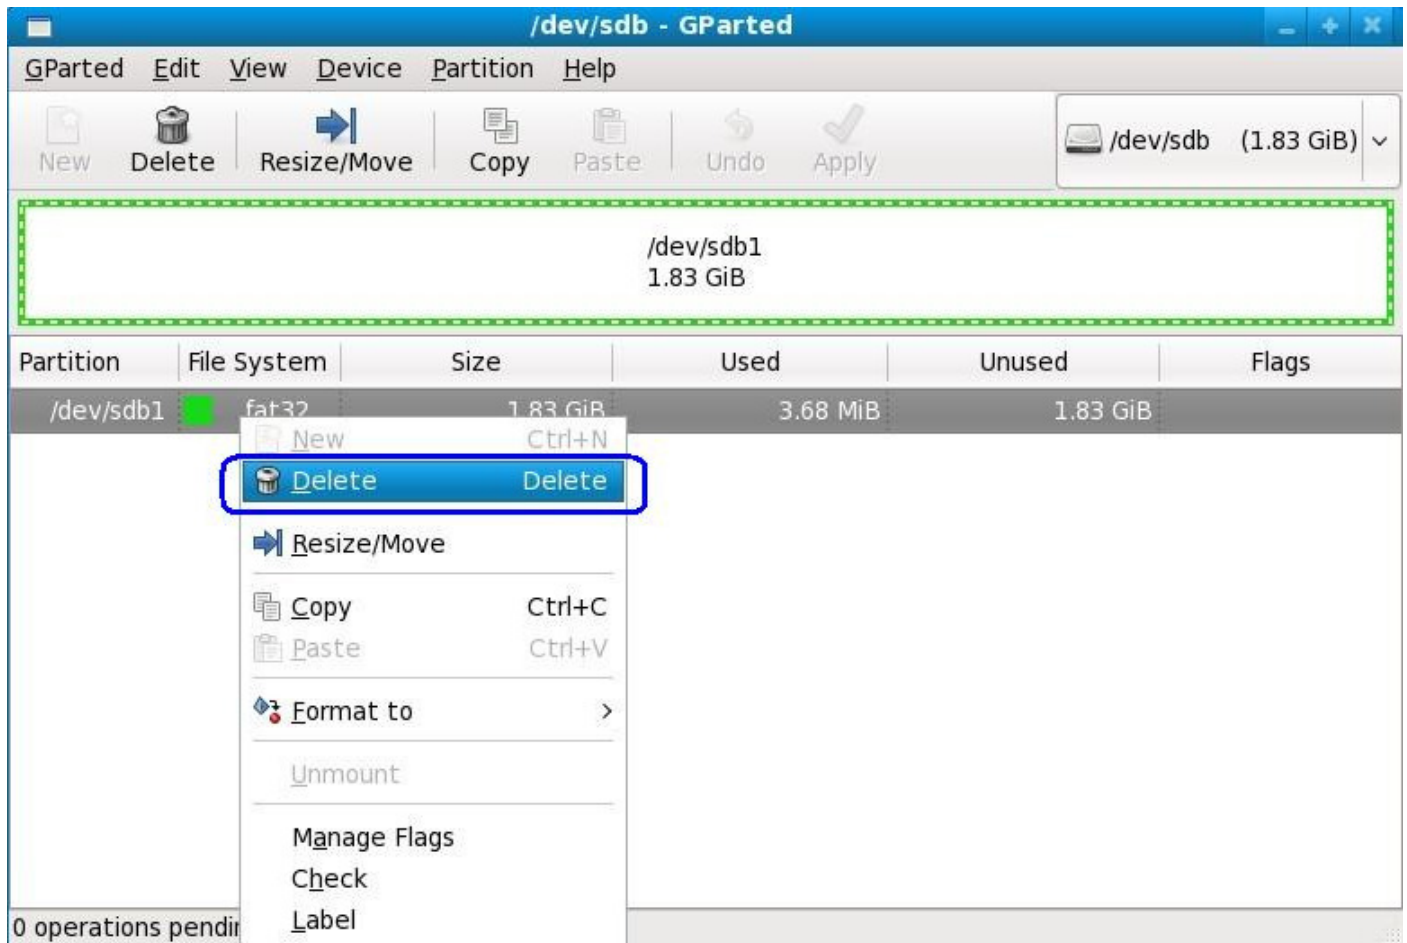 /dev/sdb - GParted
GParted Edit View Device Partition Help
New Delete Resize/Move Copy Paste Undo Apply /dev/sdb (1.83 GiB)
/dev/sdb1
1.83 GiB
Partition File System Size Used Unused Flags
/dev/sdb1 fat32 1.83 GiB 3.68 MiB 1.83 GiB
New Ctrl+N
Delete Delete
Resize/Move
Copy Ctrl+C
Paste Ctrl+V
Format to
Unmount
Manage Flags
Check
Label
0 operations pendin